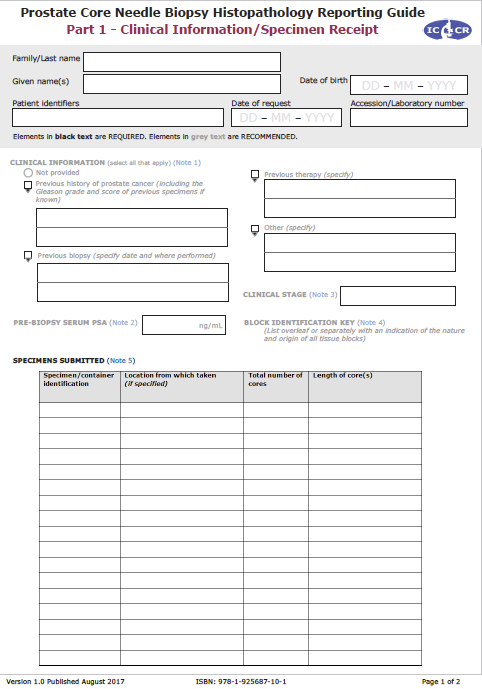 Prostate Core Needle Biopsy Histopathology Reporting Guide
Part 1 - Clinical Information/Specimen Receipt
IC CR
Family/Last name
Given name(s)
Date of birth
DD – MM – YYYY
Patient identifiers
Date of request
Accession/Laboratory number
DD – MM – YYYY
Elements in black text are REQUIRED. Elements in grey text are RECOMMENDED.
CLINICAL INFORMATION (select all that apply) (Note 1)
Not provided
Previous history of prostate cancer (including the
Gleason grade and score of previous specimens if
known)
Previous biopsy (specify date and where performed)
Previous therapy (specify)
Other (specify)
CLINICAL STAGE (Note 3)
PRE-BIOPSY SERUM PSA (Note 2)
ng/mL
BLOCK IDENTIFICATION KEY (Note 4)
(List overleaf or separately with an indication of the nature
and origin of all tissue blocks)
SPECIMENS SUBMITTED (Note 5)
Specimen/container
identification
Location from which taken
(if specified)
Total number of
cores
Length of core(s)
Version 1.0 Published August 2017
ISBN: 978-1-925687-10-1
Page 1 of 2